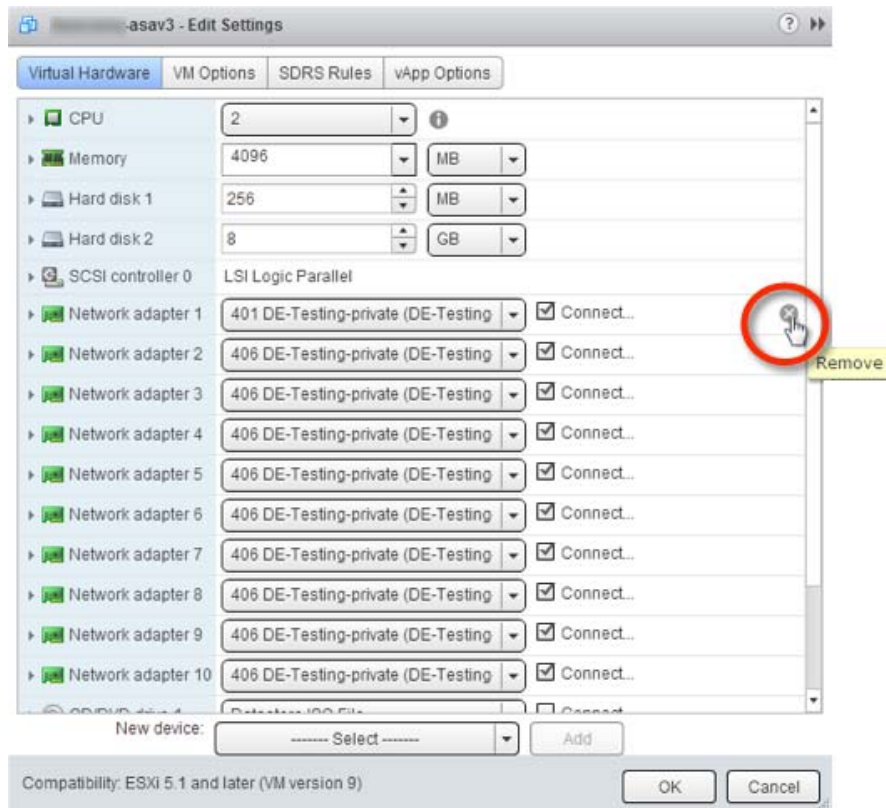 -asav3 - Edit Settings ?
Virtual Hardware VM Options SDRS Rules vApp Options
CPU 2
Memory 4096 MB
Hard disk 1 256 MB
Hard disk 2 8 GB
SCSI controller 0 LSI Logic Parallel
Network adapter 1 401 DE-Testing-private (DE-Testing Connect...
Remove
Network adapter 2 406 DE-Testing-private (DE-Testing Connect...
Network adapter 3 406 DE-Testing-private (DE-Testing Connect...
Network adapter 4 406 DE-Testing-private (DE-Testing Connect...
Network adapter 5 406 DE-Testing-private (DE-Testing Connect...
Network adapter 6 406 DE-Testing-private (DE-Testing Connect...
Network adapter 7 406 DE-Testing-private (DE-Testing Connect...
Network adapter 8 406 DE-Testing-private (DE-Testing Connect...
Network adapter 9 406 DE-Testing-private (DE-Testing Connect...
Network adapter 10 406 DE-Testing-private (DE-Testing Connect...
New device: ------- Select ------- Add
Compatibility: ESXi 5.1 and later (VM version 9) OK Cancel